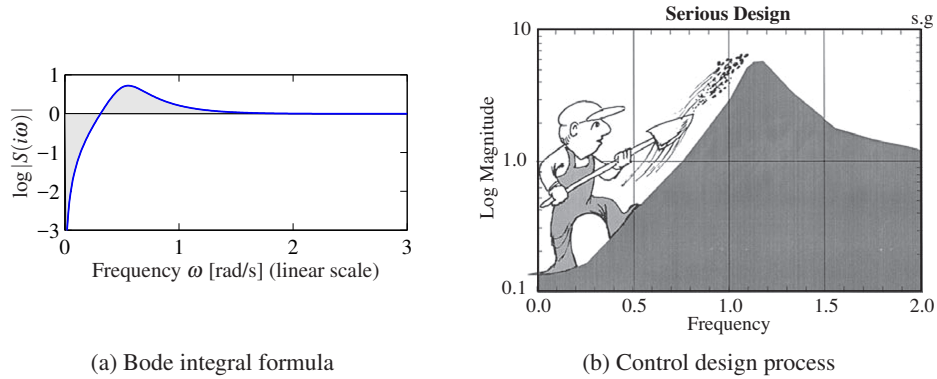 1
0
−1
−2
−3
log |S(iω)|
0 1 2 3
Frequency ω [rad/s] (linear scale)
(a) Bode integral formula
Serious Design
s.g
10
1.0
0.1
Log Magnitude
0.0 0.5 1.0 1.5 2.0
Frequency
(b) Control design process